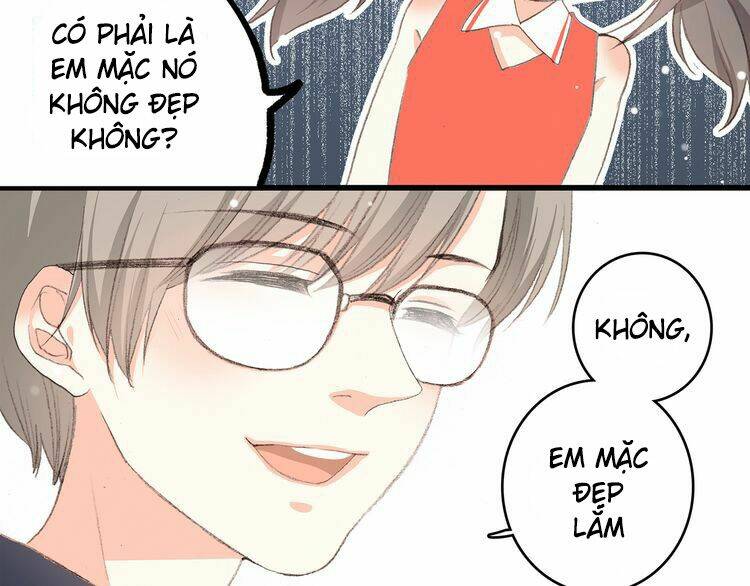 CÓ PHẢI LÀ
EM MẶC NÓ
KHÔNG ĐẸP
KHÔNG?
KHÔNG,
EM MẶC
ĐẸP
LẮM